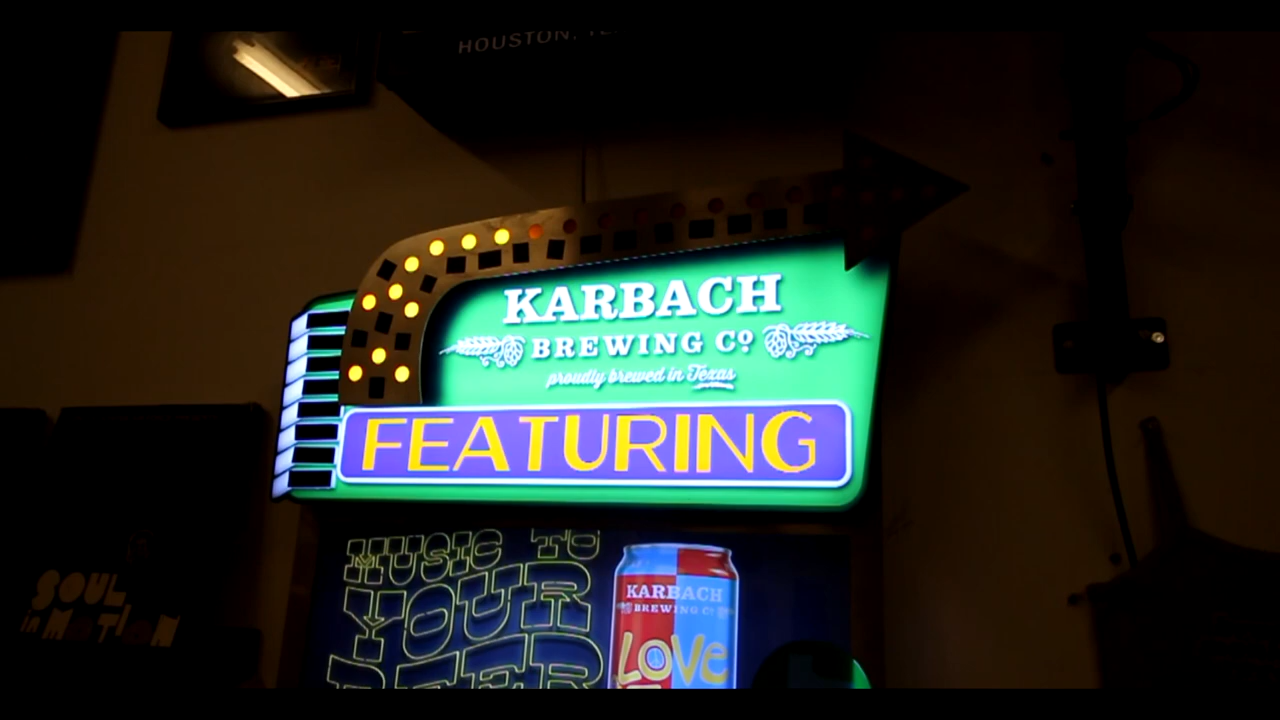 HOUSTON,
KARBACH
BREWING Cº
proudly brewed in Texas
FEATURING
MUSIC TO
YOUR
BEER
KARBACH
BREWING Cº
LOVE
SOUL
in MOTION